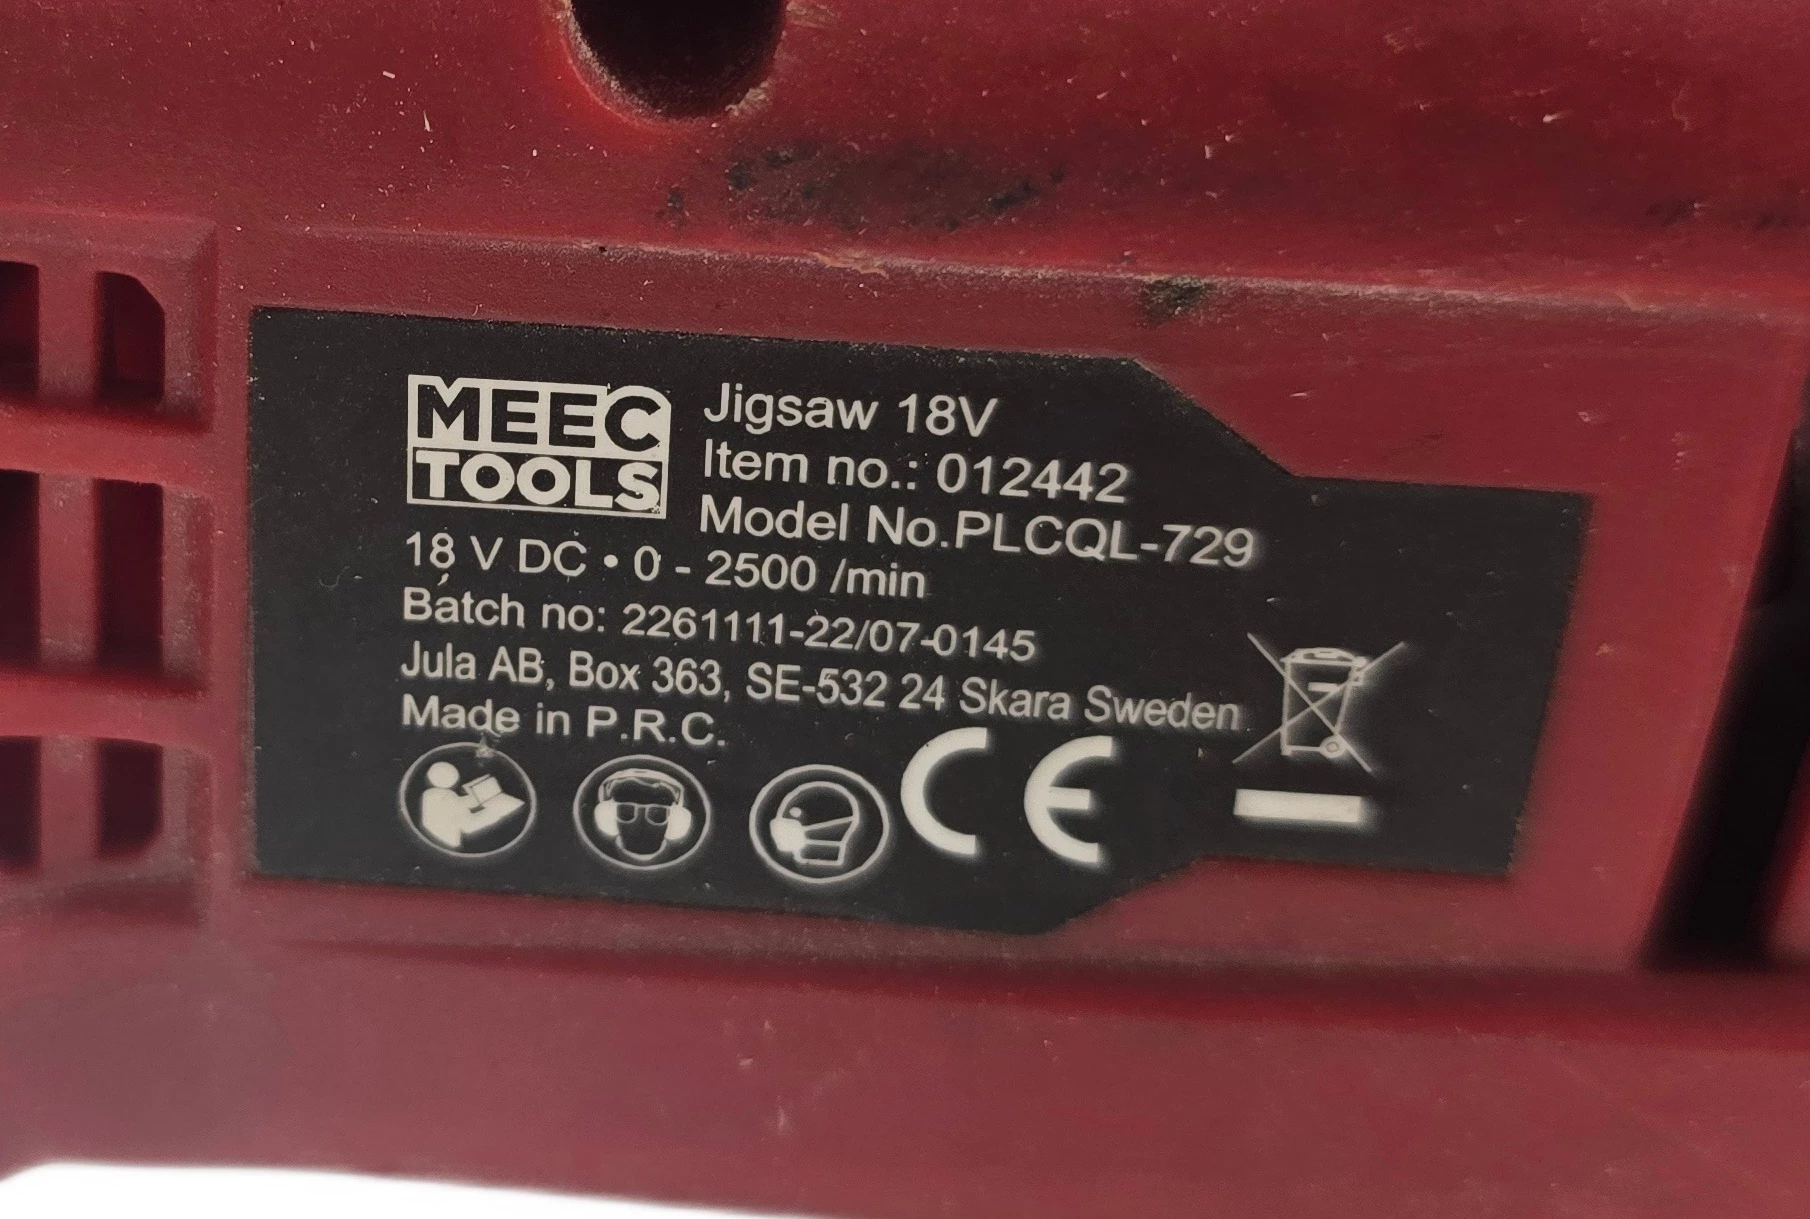 MEEC
TOOLS
Jigsaw 18V
Item no.: 012442
Model No.PLCQL-729
18 V DC • 0 - 2500 /min
Batch no: 2261111-22/07-0145
Jula AB, Box 363, SE-532 24 Skara Sweden
Made in P.R.C.
CE